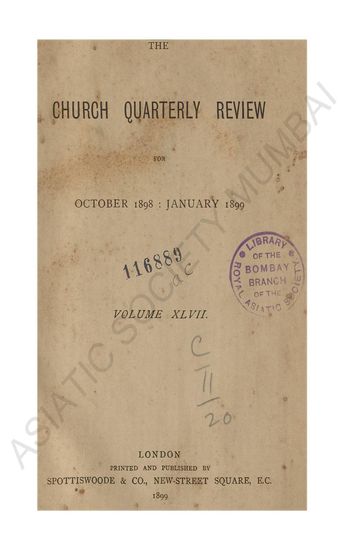 THE
CHURCH QUARTERLY REVIEW
FOR
OCTOBER 1898 : JANUARY 1899
116889
ac
LIBRARY
OF THE
BOMBAY
BRANCH
OF THE
ROYAL ASIATIC SOCIETY
VOLUME XLVII.
C
11
20
LONDON
PRINTED AND PUBLISHED BY
SPOTTISWOODE & CO., NEW-STREET SQUARE, E.C.
1899
ASIATIC SOCIETY MUMBAI